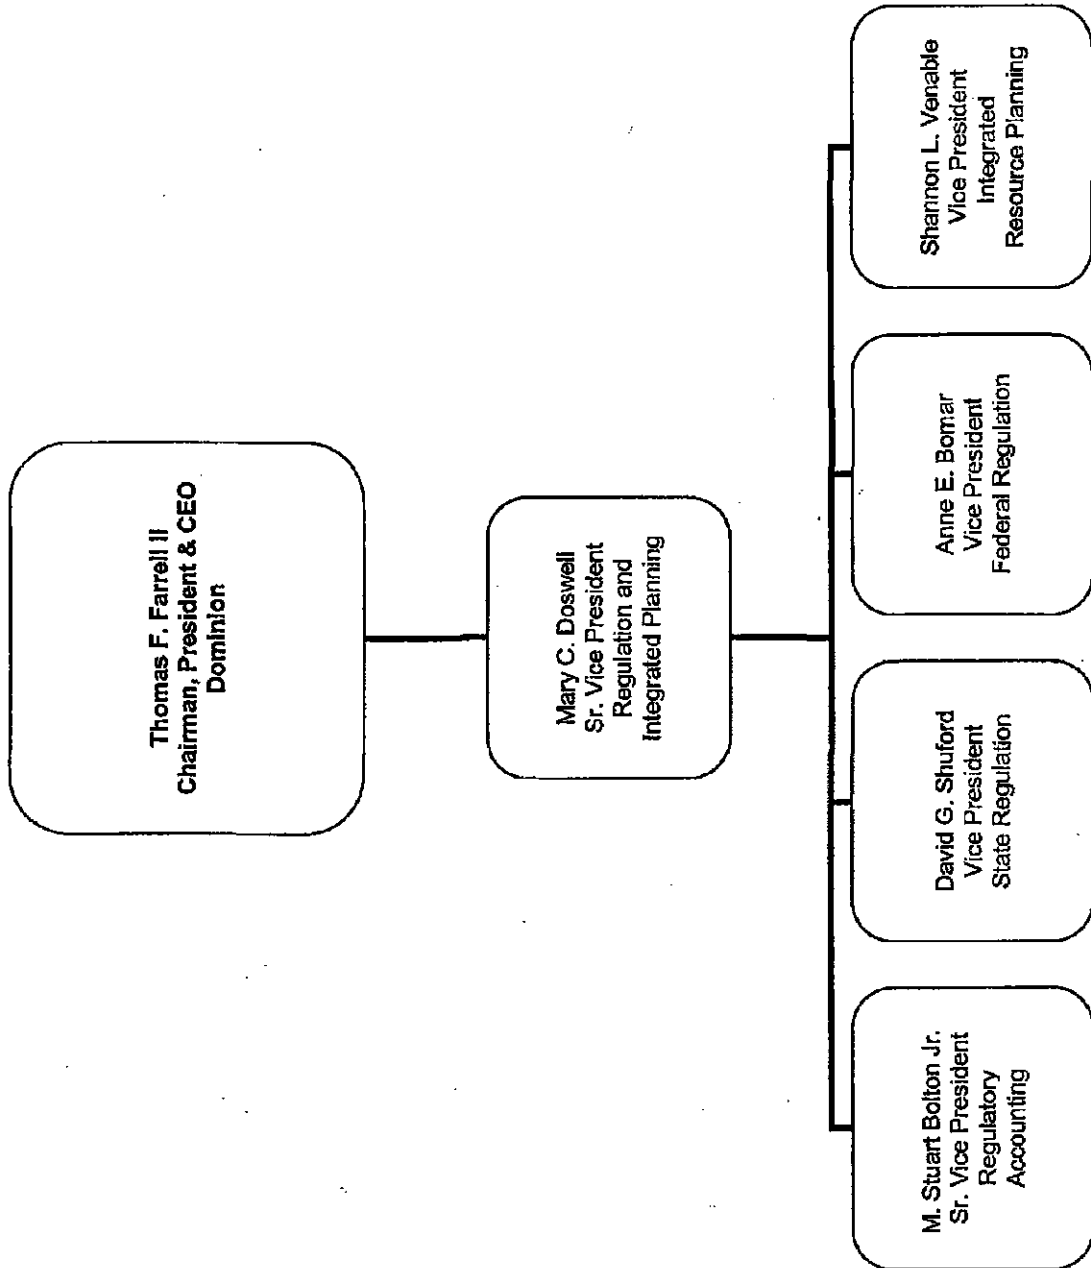 Thomas F. Farrell II
Chairman, President & CEO
Dominion
Mary C. Doswell
Sr. Vice President
Regulation and
Integrated Planning
M. Stuart Bolton Jr.
Sr. Vice President
Regulatory
Accounting
David G. Shuford
Vice President
State Regulation
Anne E. Bomar
Vice President
Federal Regulation
Shannon L. Venable
Vice President
Integrated
Resource Planning